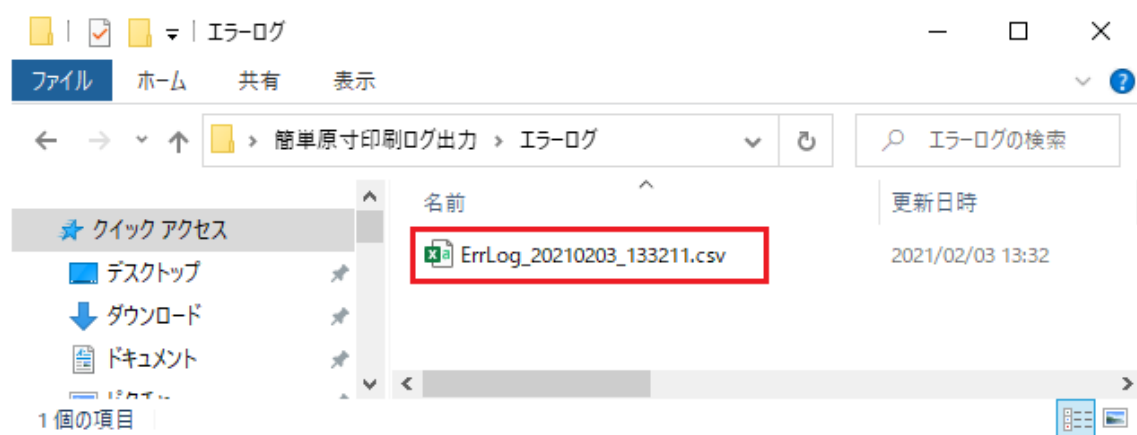 エラーログ
ファイル ホーム 共有 表示
簡単原寸印刷ログ出力 › エラーログ エラーログの検索
名前 更新日時
クイック アクセス
ErrLog_20210203_133211.csv 2021/02/03 13:32
デスクトップ
ダウンロード
ドキュメント
1 個の項目